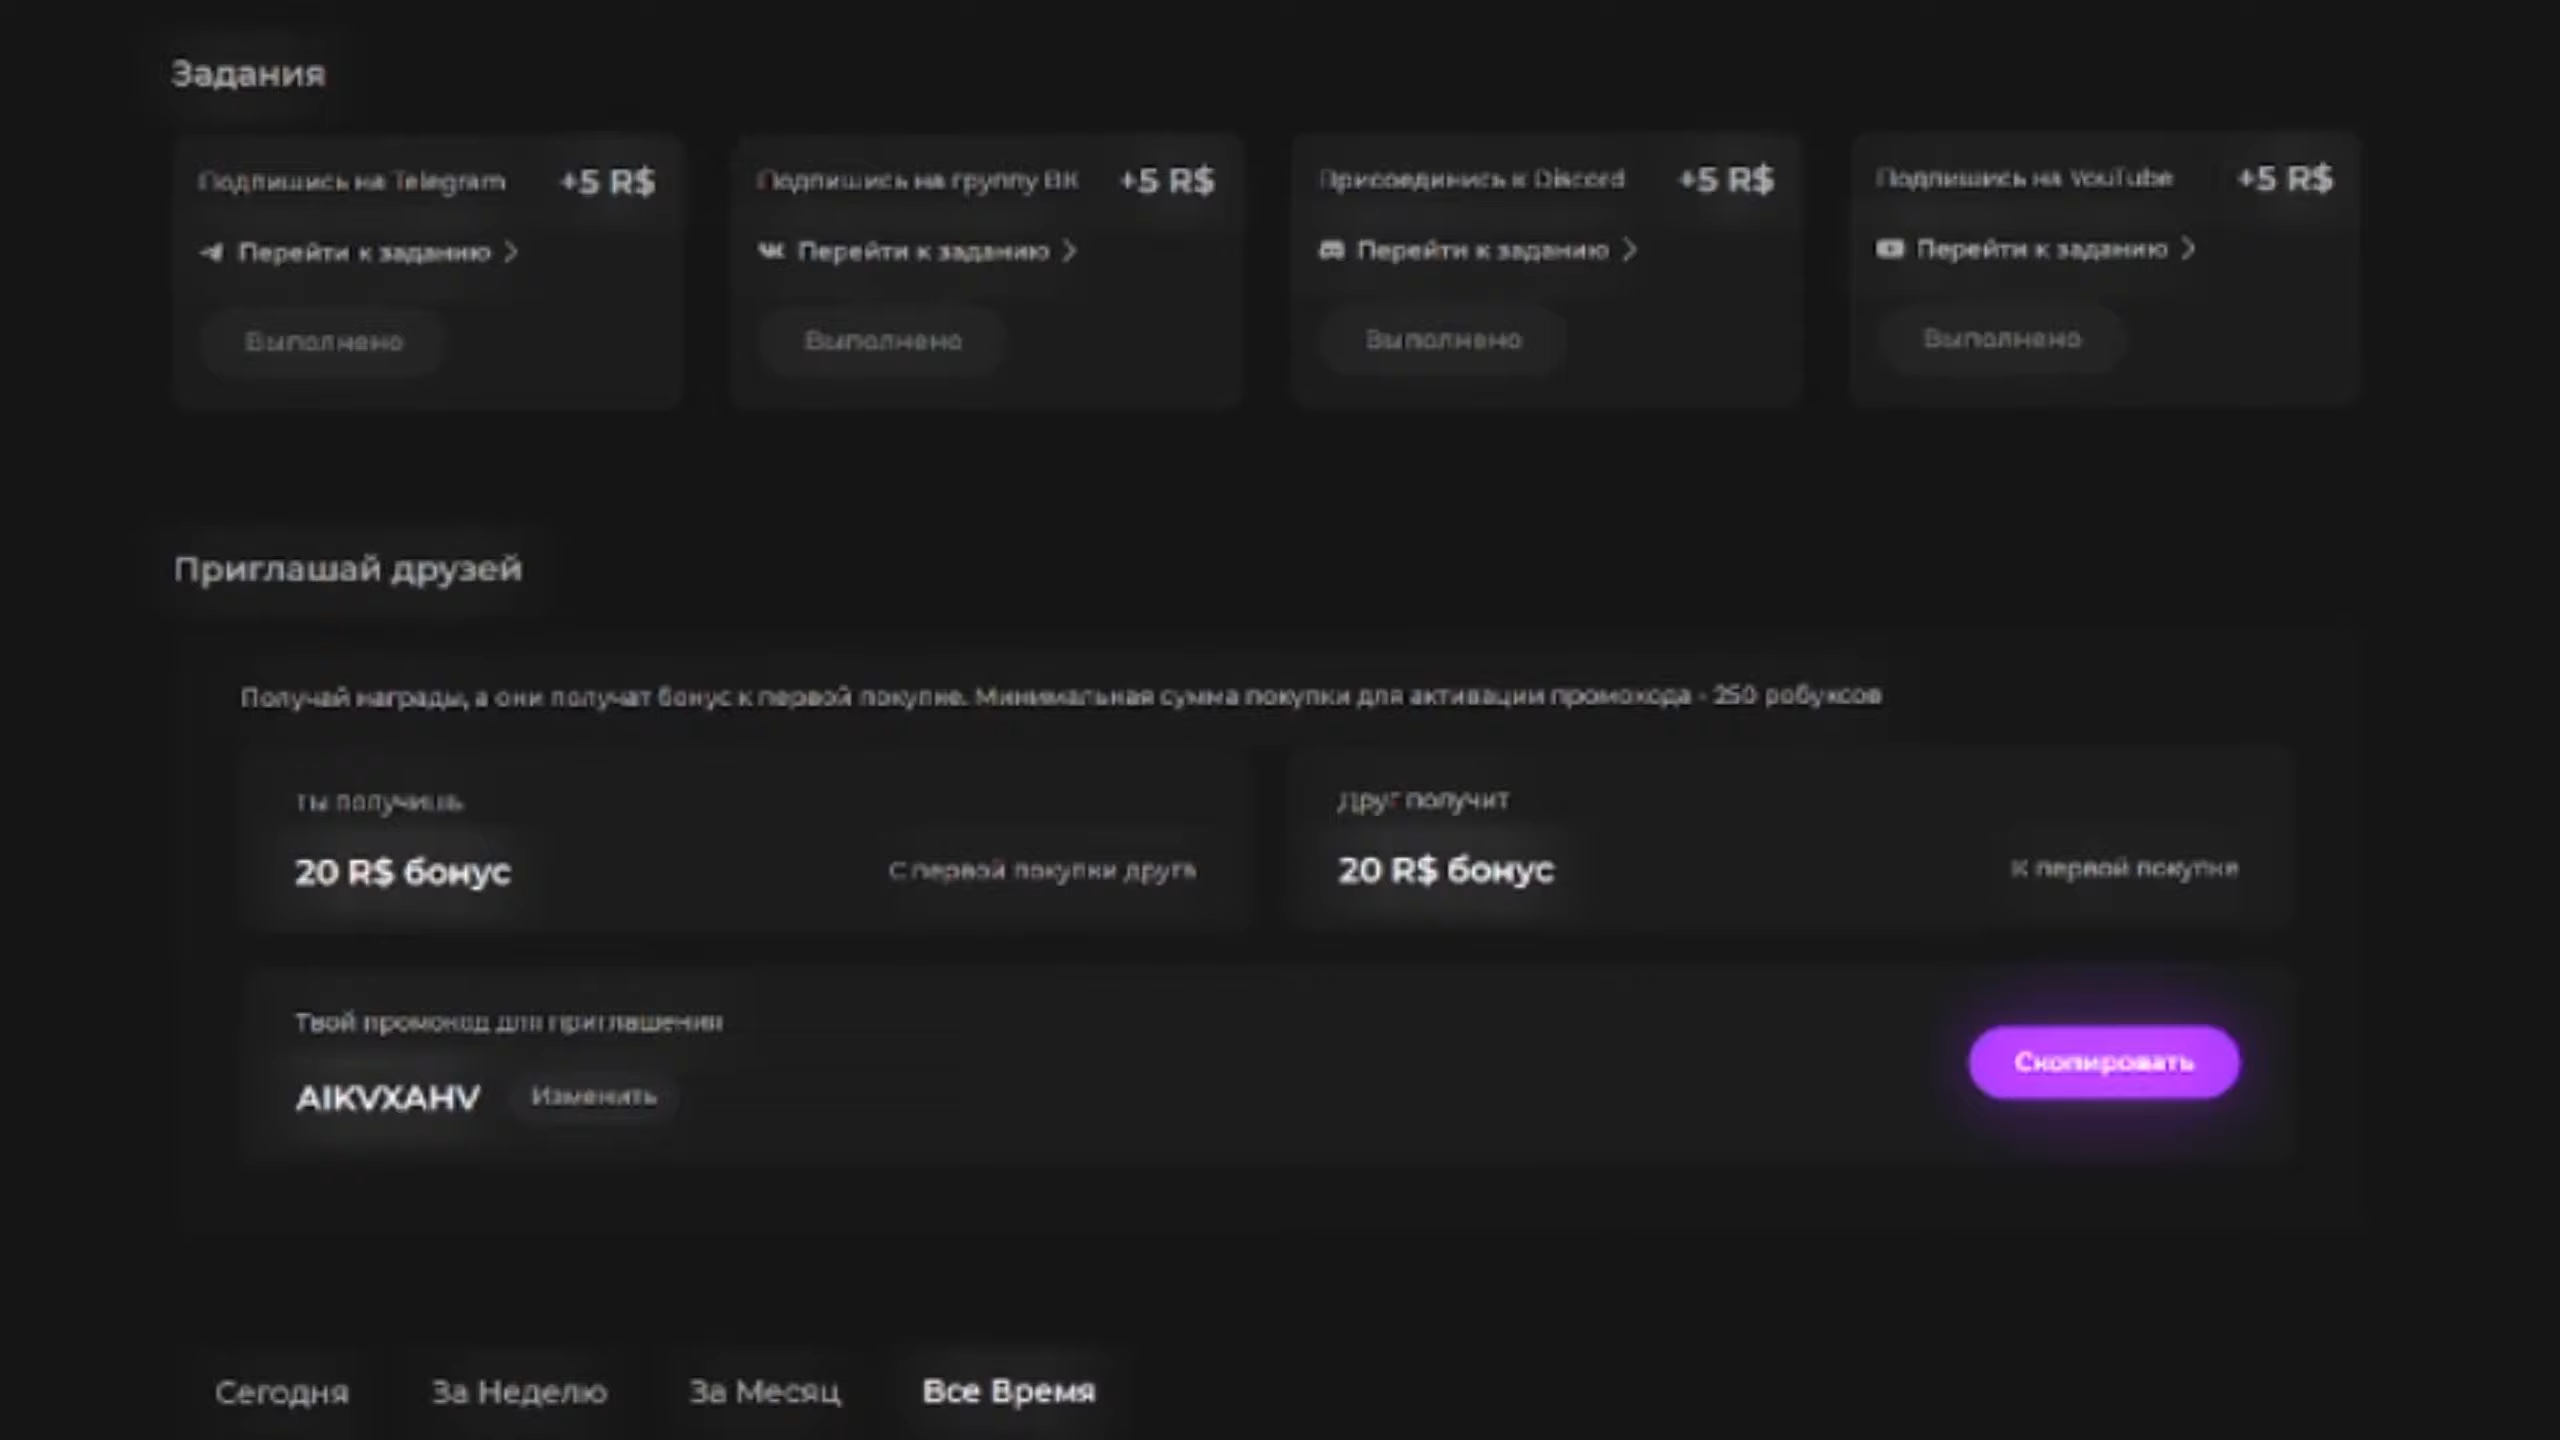 Задания
Подпишись на Telegram +5 R$
Подпишись на группу ВК +5 R$
Присоединись к Discord +5 R$
Подпишись на YouTube +5 R$
Перейти к заданию
Перейти к заданию
Перейти к заданию
Перейти к заданию
Выполнено
Выполнено
Выполнено
Выполнено
Приглашай друзей
Получай награды, а они получат бонус к первой покупке. Минимальная сумма покупки для активации промокода - 250 робуксов
Ты получишь
20 R$ бонус
С первой покупки друга
Друг получит
20 R$ бонус
К первой покупке
Твой промокод для приглашения
AIKVXAHV
Изменить
Скопировать
Сегодня
За Неделю
За Месяц
Все Время